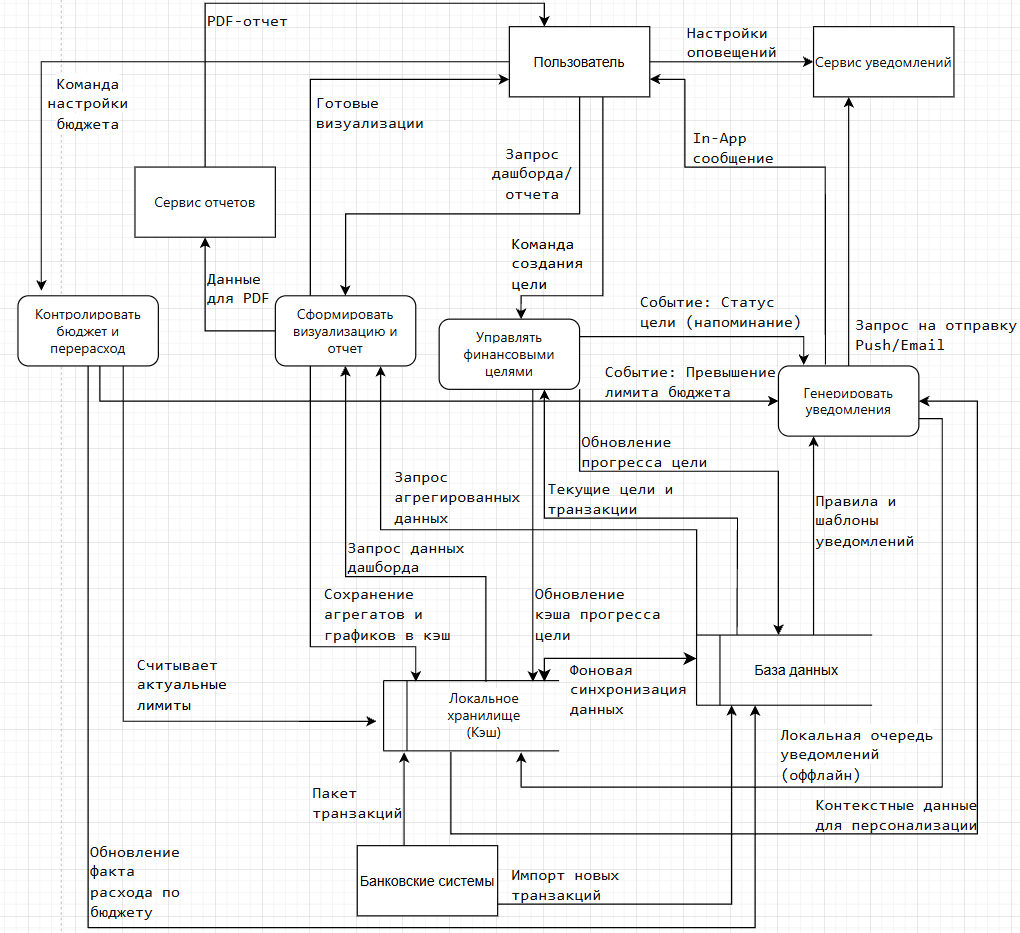 PDF-отчет
Пользователь
Настройки
оповещений
Сервис уведомлений
Команда
настройки
бюджета
Готовые
визуализации
In-App
сообщение
Запрос
дашборда/
отчета
Сервис отчетов
Команда
создания
цели
Данные
для PDF
Событие: Статус
цели (напоминание)
Запрос на отправку
Push/Email
Контролировать
бюджет и
перерасход
Сформировать
визуализацию и
отчет
Управлять
финансовыми
целями
Событие: Превышение
лимита бюджета
Генерировать
уведомления
Обновление
прогресса цели
Запрос
агрегированных
данных
Текущие цели и
транзакции
Правила и
шаблоны
уведомлений
Запрос данных
дашборда
Сохранение
агрегатов и
графиков в кэш
Обновление
кэша прогресса
цели
Считывает
актуальные
лимиты
Фоновая
синхронизация
данных
База данных
Локальное
хранилище
(Кэш)
Локальная очередь
уведомлений
(оффлайн)
Пакет
транзакций
Контекстные данные
для персонализации
Обновление
факта
расхода по
бюджету
Банковские системы
Импорт новых
транзакций